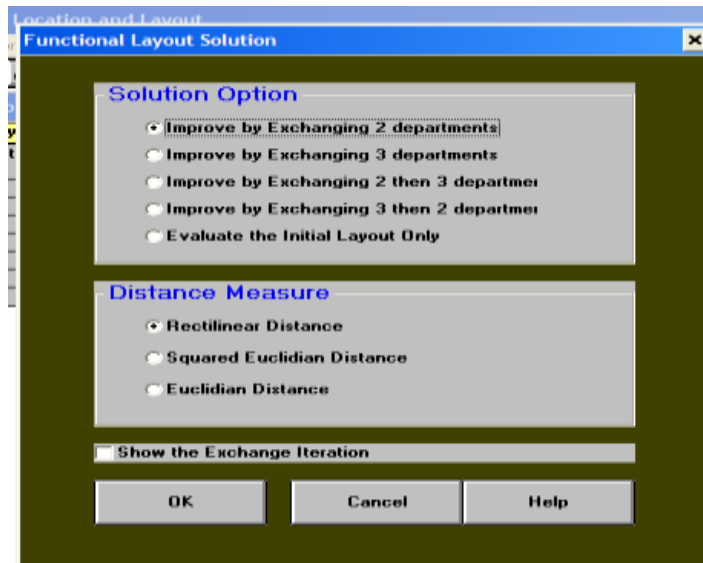 Location and Layout
Functional Layout Solution
Solution Option
Improve by Exchanging 2 departments
Improve by Exchanging 3 departments
Improve by Exchanging 2 then 3 departmen
Improve by Exchanging 3 then 2 departmen
Evaluate the Initial Layout Only
Distance Measure
Rectilinear Distance
Squared Euclidian Distance
Euclidian Distance
Show the Exchange Iteration
OK
Cancel
Help